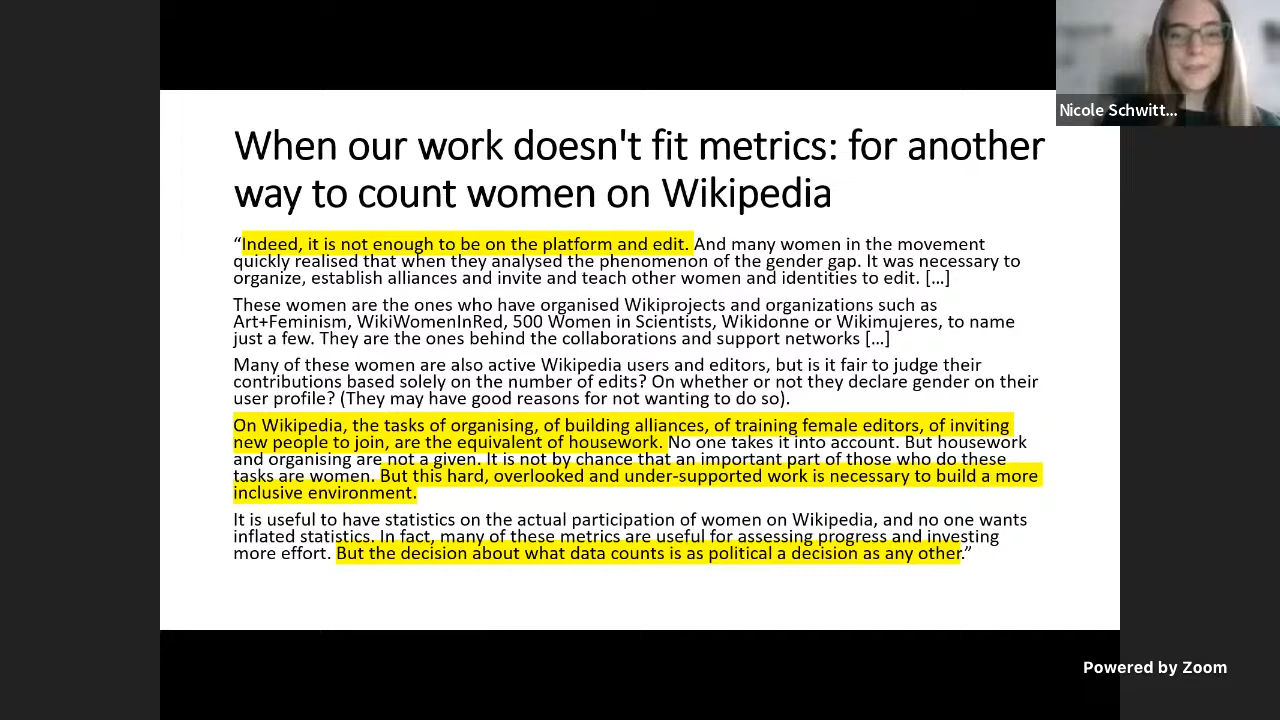 Nicole Schwitt...
When our work doesn't fit metrics: for another
way to count women on Wikipedia
“Indeed, it is not enough to be on the platform and edit. And many women in the movement
quickly realised that when they analysed the phenomenon of the gender gap. It was necessary to
organize, establish alliances and invite and teach other women and identities to edit. […]
These women are the ones who have organised Wikiprojects and organizations such as
Art+Feminism, WikiWomenInRed, 500 Women in Scientists, Wikidonne or Wikimujeres, to name
just a few. They are the ones behind the collaborations and support networks […]
Many of these women are also active Wikipedia users and editors, but is it fair to judge their
contributions based solely on the number of edits? On whether or not they declare gender on their
user profile? (They may have good reasons for not wanting to do so).
On Wikipedia, the tasks of organising, of building alliances, of training female editors, of inviting
new people to join, are the equivalent of housework. No one takes it into account. But housework
and organising are not a given. It is not by chance that an important part of those who do these
tasks are women. But this hard, overlooked and under-supported work is necessary to build a more
inclusive environment.
It is useful to have statistics on the actual participation of women on Wikipedia, and no one wants
inflated statistics. In fact, many of these metrics are useful for assessing progress and investing
more effort. But the decision about what data counts is as political a decision as any other.”
Powered by Zoom